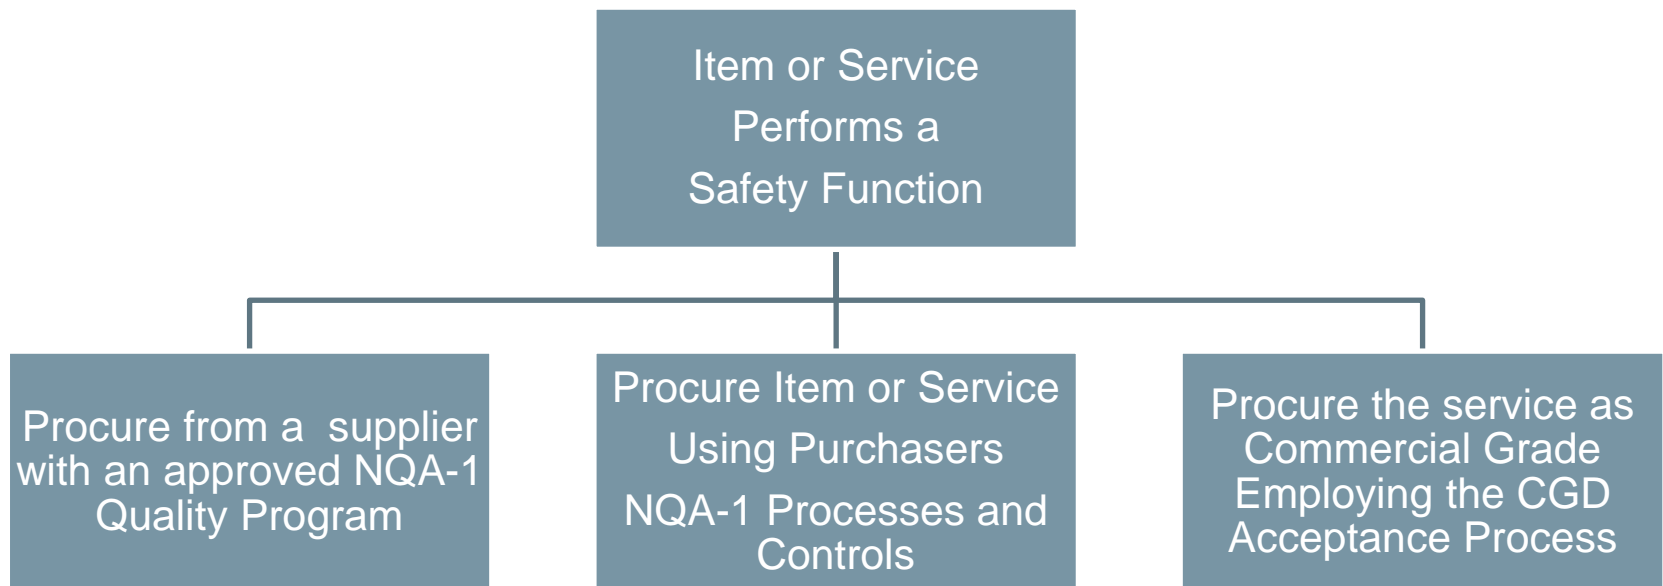 Item or Service
Performs a
Safety Function
Procure from a supplier
with an approved NQA-1
Quality Program
Procure Item or Service
Using Purchasers
NQA-1 Processes and
Controls
Procure the service as
Commercial Grade
Employing the CGD
Acceptance Process